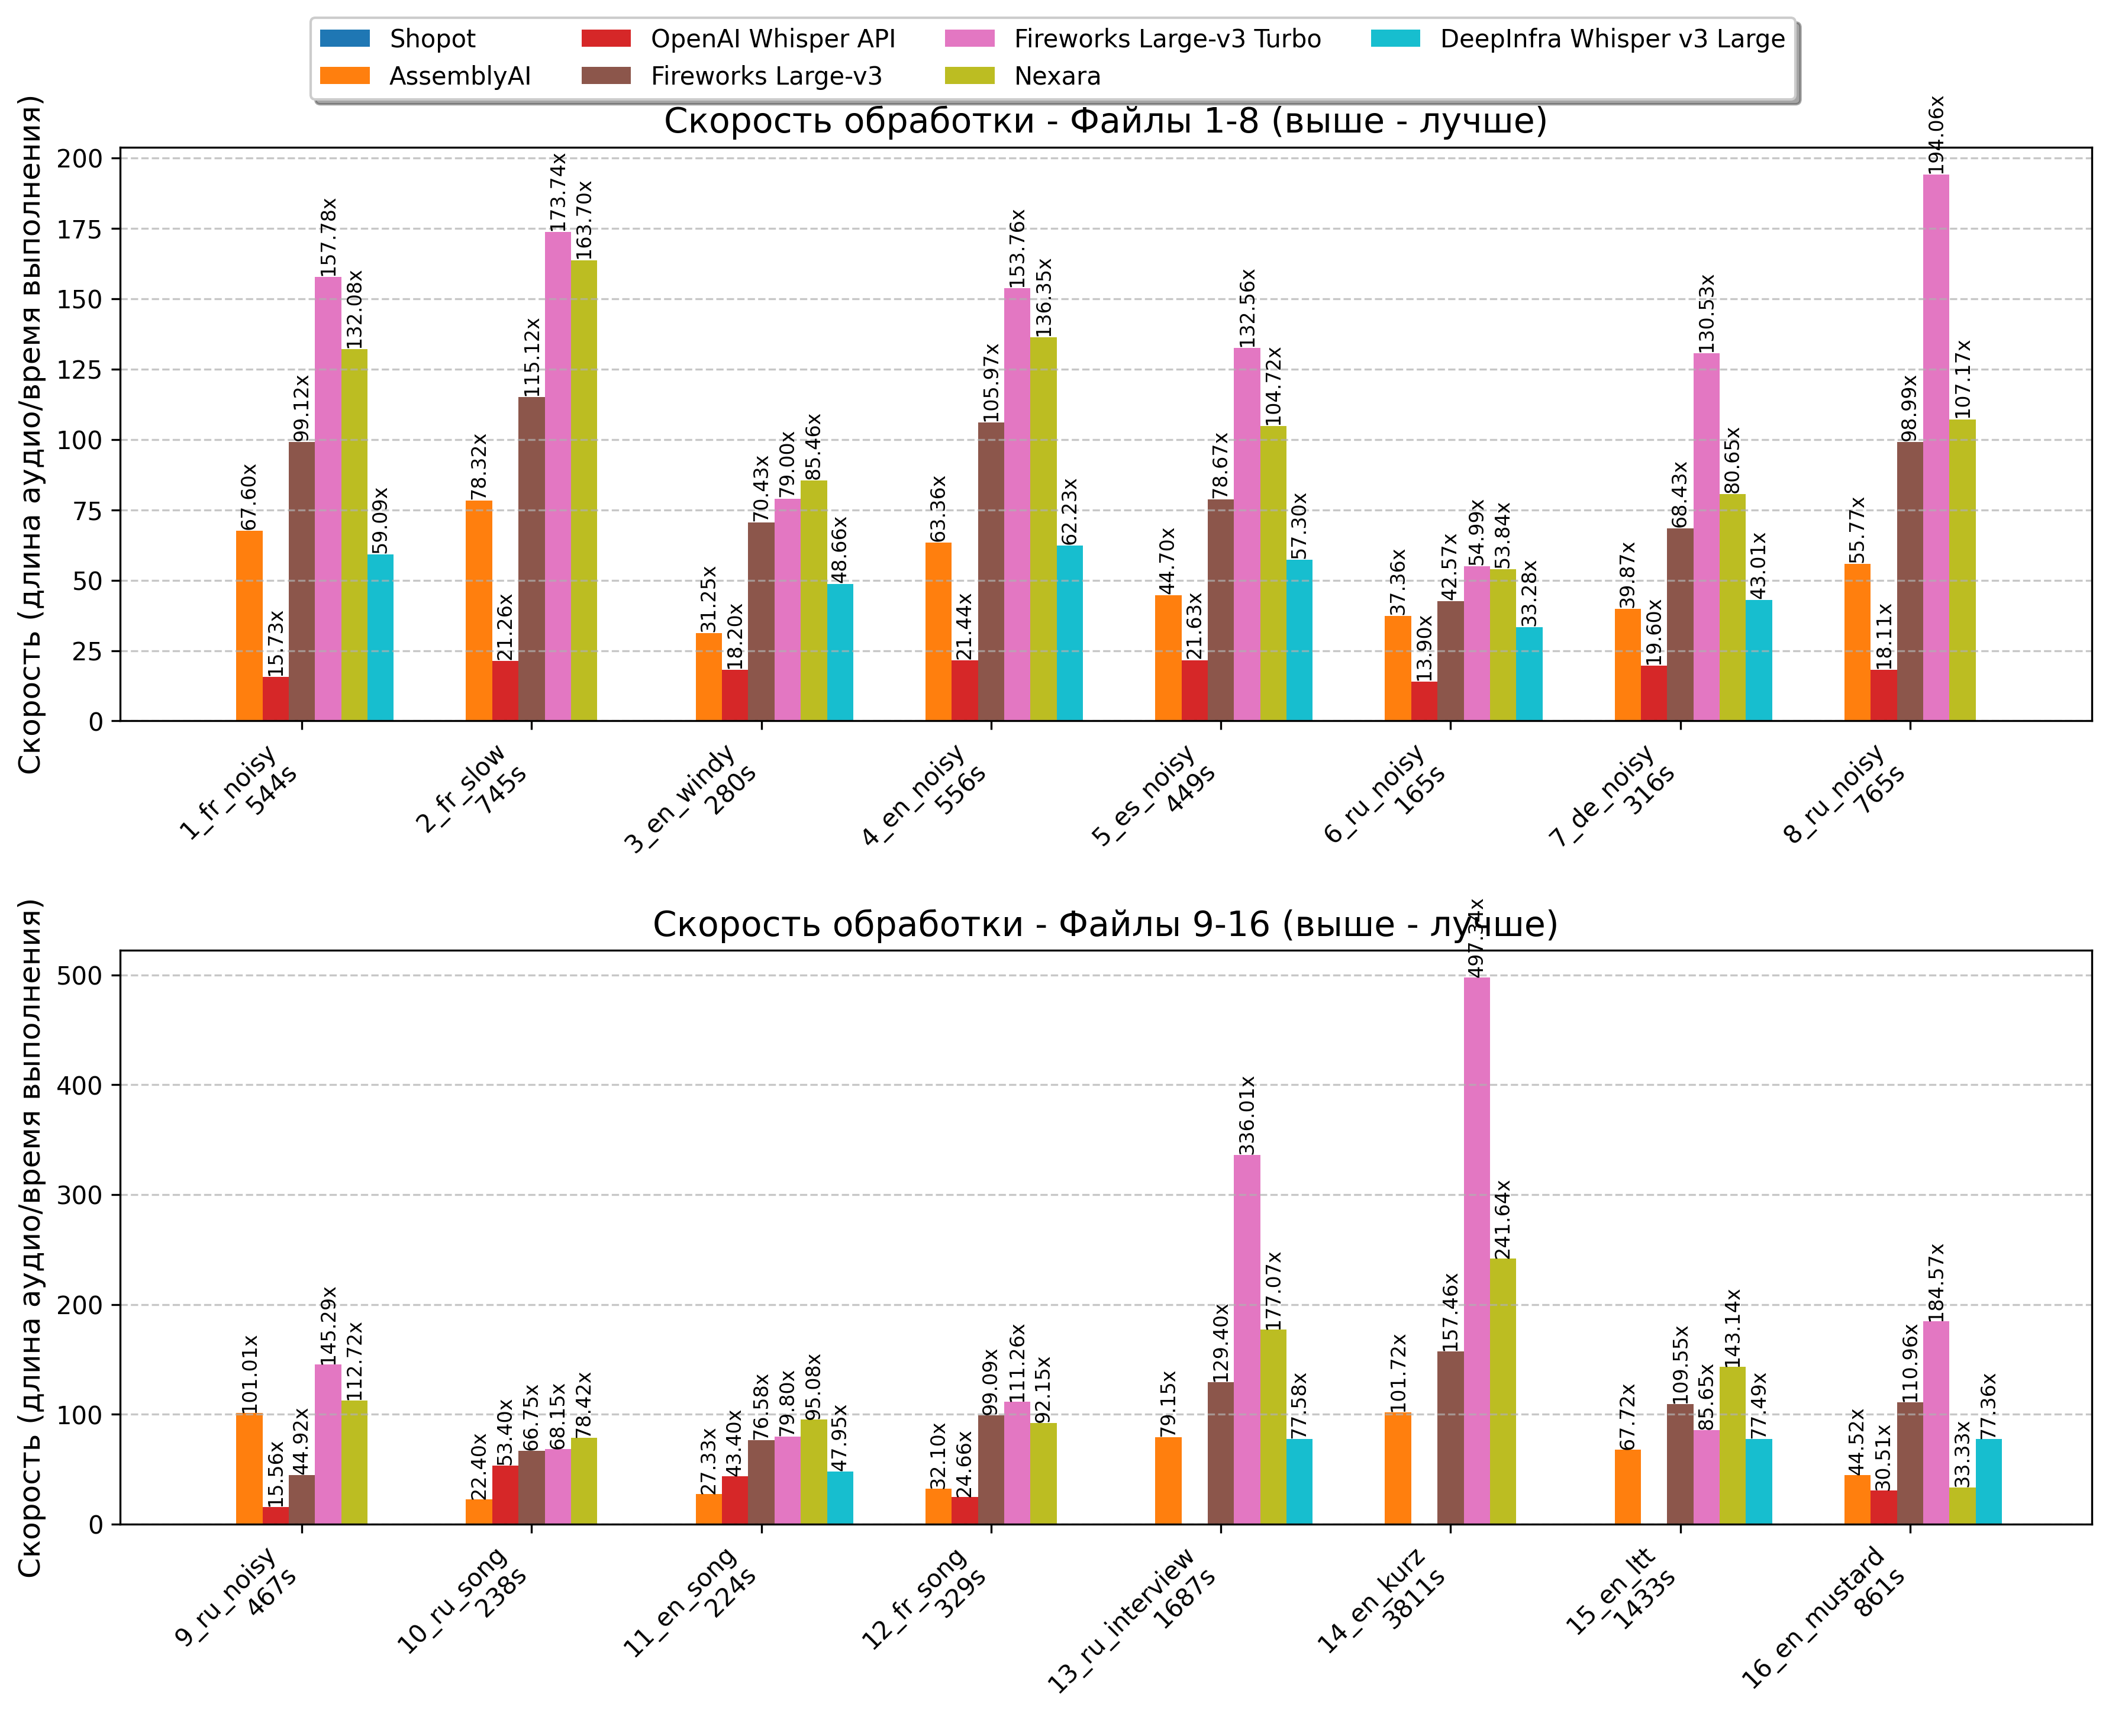 Shopot
AssemblyAI
OpenAI Whisper API
Fireworks Large-v3
Fireworks Large-v3 Turbo
Nexara
DeepInfra Whisper v3 Large
Скорость обработки - Файлы 1-8 (выше - лучше)
Скорость (длина аудио/время выполнения)
200
175
150
125
100
75
50
25
0
67.60x
15.73x
99.12x
157.78x
132.08x
59.09x
78.32x
21.26x
115.12x
173.74x
163.70x
31.25x
18.20x
70.43x
79.00x
85.46x
48.66x
63.36x
21.44x
105.97x
153.76x
136.35x
62.23x
44.70x
21.63x
78.67x
132.56x
104.72x
57.30x
37.36x
13.90x
42.57x
54.99x
53.84x
33.28x
39.87x
19.60x
68.43x
130.53x
80.65x
43.01x
55.77x
18.11x
98.99x
194.06x
107.17x
1_fr_noisy
544s
2_fr_slow
745s
3_en_windy
280s
4_en_noisy
556s
5_es_noisy
449s
6_ru_noisy
165s
7_de_noisy
316s
8_ru_noisy
765s
Скорость обработки - Файлы 9-16 (выше - лучше)
Скорость (длина аудио/время выполнения)
500
400
300
200
100
0
101.01x
15.56x
44.92x
145.29x
112.72x
22.40x
53.40x
66.75x
68.15x
78.42x
27.33x
43.40x
76.58x
79.80x
95.08x
47.95x
32.10x
24.66x
99.09x
111.26x
92.15x
79.15x
129.40x
336.01x
177.07x
77.58x
101.72x
157.46x
497.34x
241.64x
67.72x
109.55x
85.65x
143.14x
77.49x
44.52x
30.51x
110.96x
184.57x
33.33x
77.36x
9_ru_noisy
467s
10_ru_song
238s
11_en_song
224s
12_fr_song
329s
13_ru_interview
1687s
14_en_kurz
3811s
15_en_ltt
1433s
16_en_mustard
861s